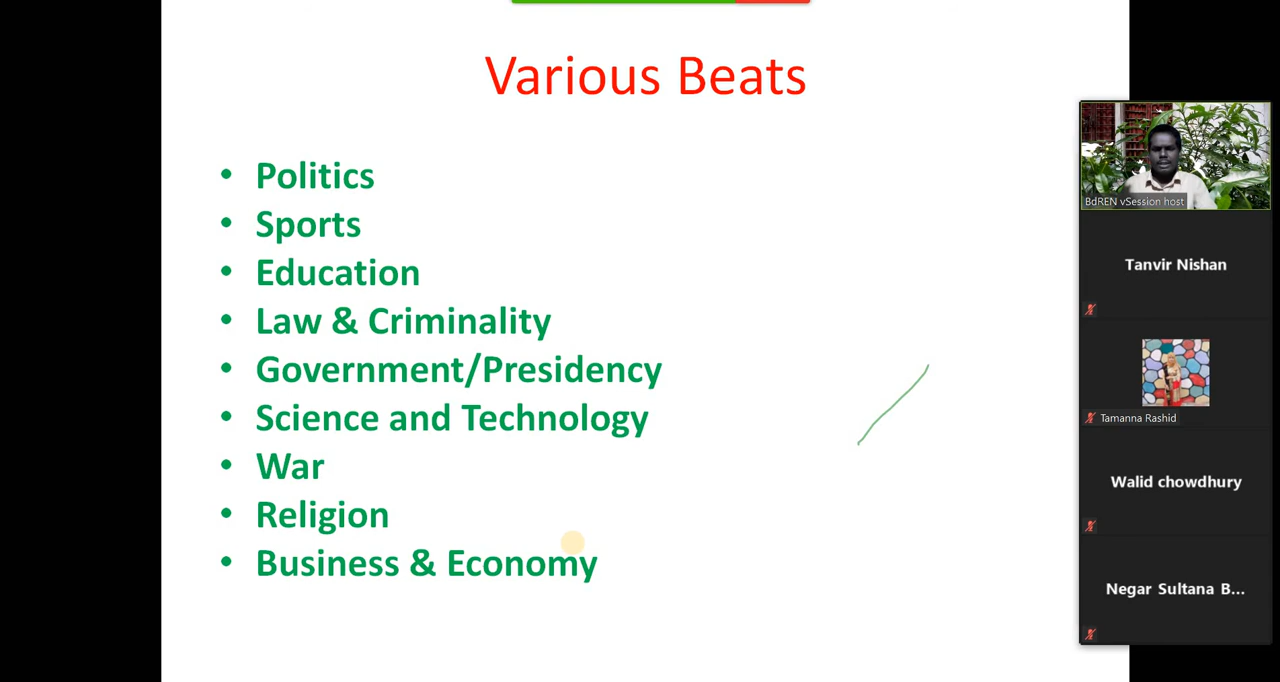 Various Beats
• Politics
• Sports
• Education
• Law & Criminality
• Government/Presidency
• Science and Technology
• War
• Religion
• Business & Economy
BdREN vSession host
Tanvir Nishan
Tamanna Rashid
Walid chowdhury
Negar Sultana B...